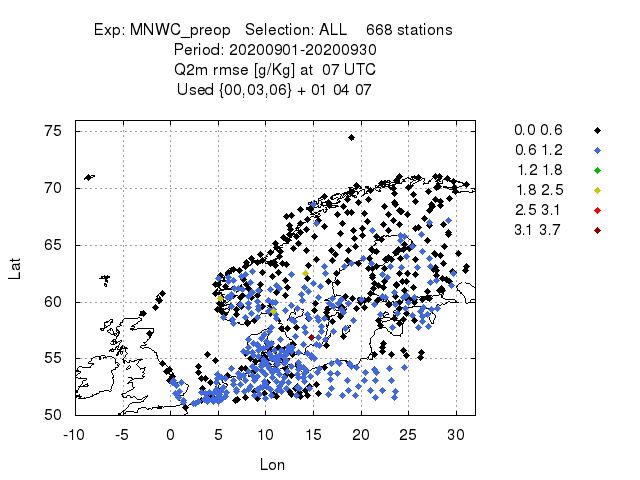 Exp: MNWC_preop   Selection: ALL    668 stations
Period: 20200901-20200930
Q2m rmse [g/Kg] at  07 UTC
Used {00,03,06} + 01 04 07
0.0 0.6
0.6 1.2
1.2 1.8
1.8 2.5
2.5 3.1
3.1 3.7
Lat
75
70
65
60
55
50
-10 -5 0 5 10 15 20 25 30
Lon